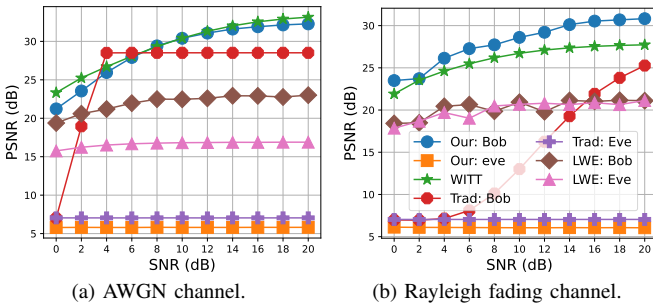 30
25
20
15
10
5
PSNR (dB)
0 2 4 6 8 10 12 14 16 18 20
SNR (dB)
(a) AWGN channel.
30
25
20
15
10
5
PSNR (dB)
Our: Bob
Our: eve
WITT
Trad: Bob
Trad: Eve
LWE: Bob
LWE: Eve
0 2 4 6 8 10 12 14 16 18 20
SNR (dB)
(b) Rayleigh fading channel.